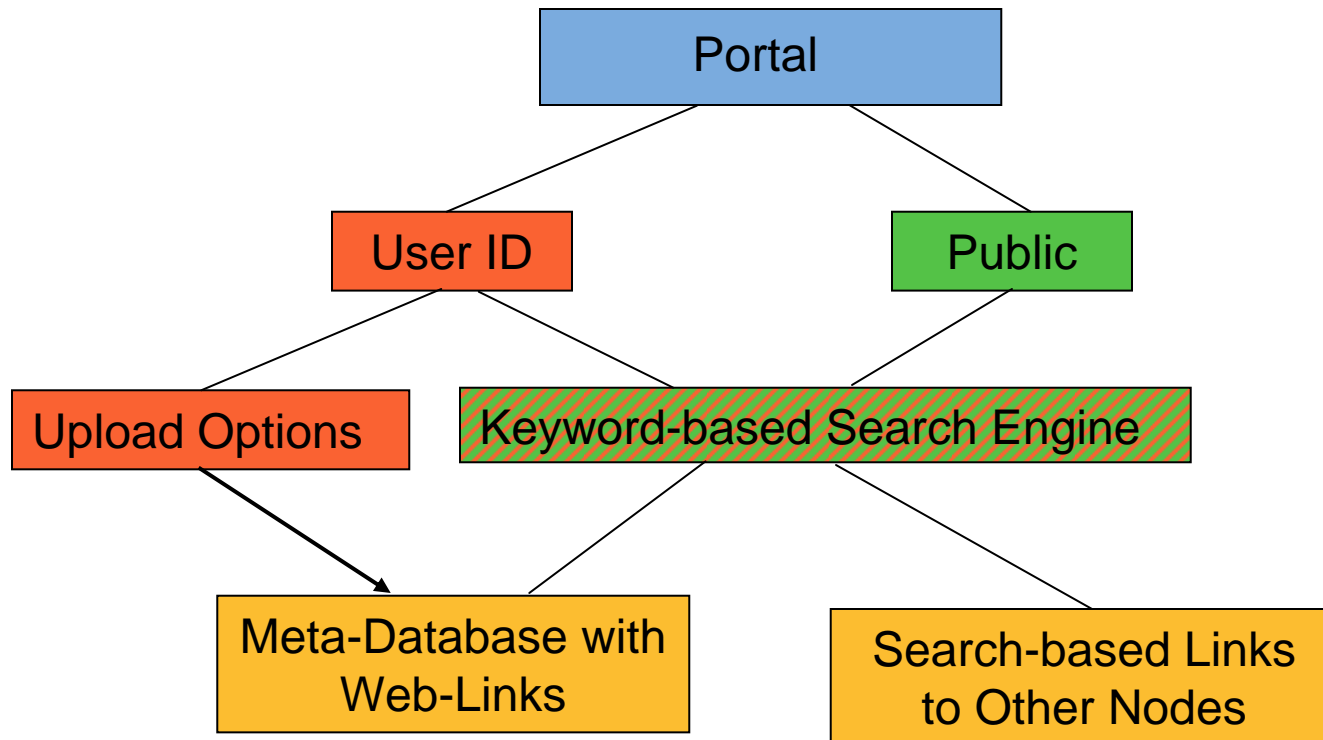 Portal
User ID
Public
Upload Options
Keyword-based Search Engine
Meta-Database with
Web-Links
Search-based Links
to Other Nodes